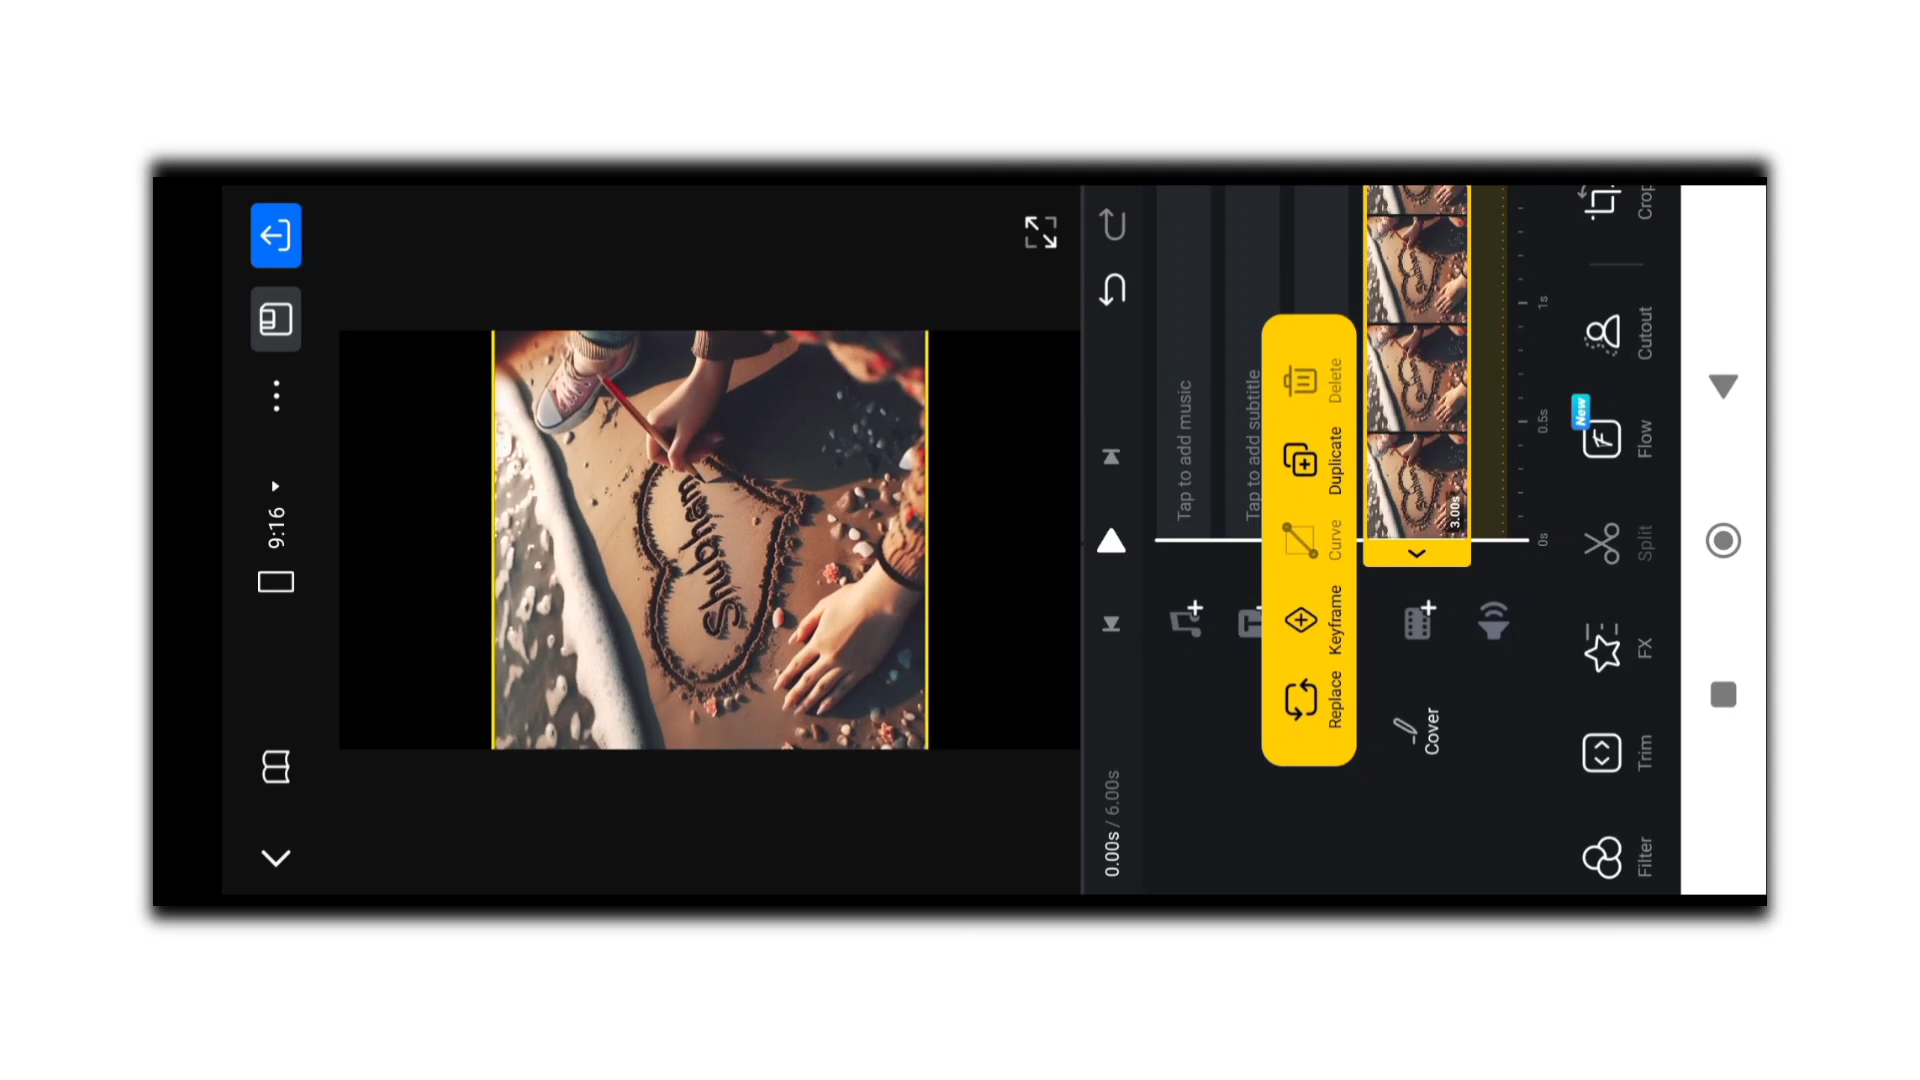 9:16
Shubham
0.00s / 6.00s
Tap to add music
Tap to add subtitle
Replace
Keyframe
Curve
Duplicate
Delete
Cover
3.00s
0s
0.5s
1s
New
Filter
Trim
FX
Split
Flow
Cutout
Crop